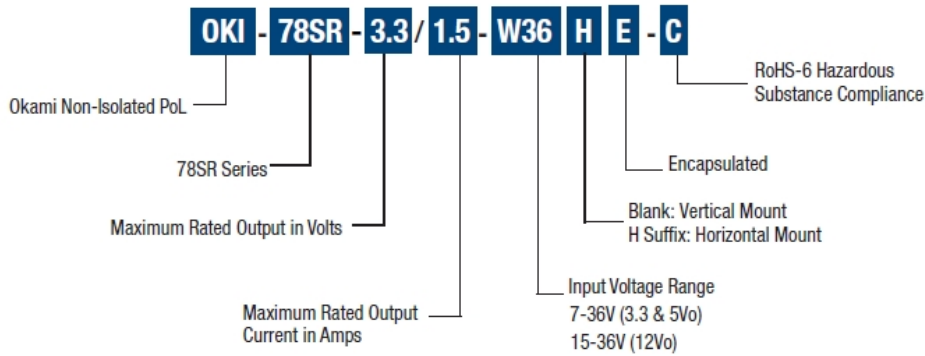 OKI - 78SR - 3.3 / 1.5 - W36 H E - C
RoHS-6 Hazardous
Substance Compliance
Okami Non-Isolated PoL
Encapsulated
78SR Series
Blank: Vertical Mount
H Suffix: Horizontal Mount
Maximum Rated Output in Volts
Input Voltage Range
7-36V (3.3 & 5Vo)
15-36V (12Vo)
Maximum Rated Output
Current in Amps